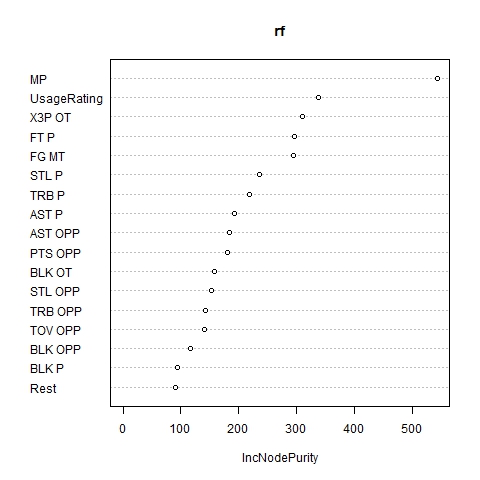 rf
MP
UsageRating
X3P OT
FT P
FG MT
STL P
TRB P
AST P
AST OPP
PTS OPP
BLK OT
STL OPP
TRB OPP
TOV OPP
BLK OPP
BLK P
Rest
0 100 200 300 400 500
IncNodePurity